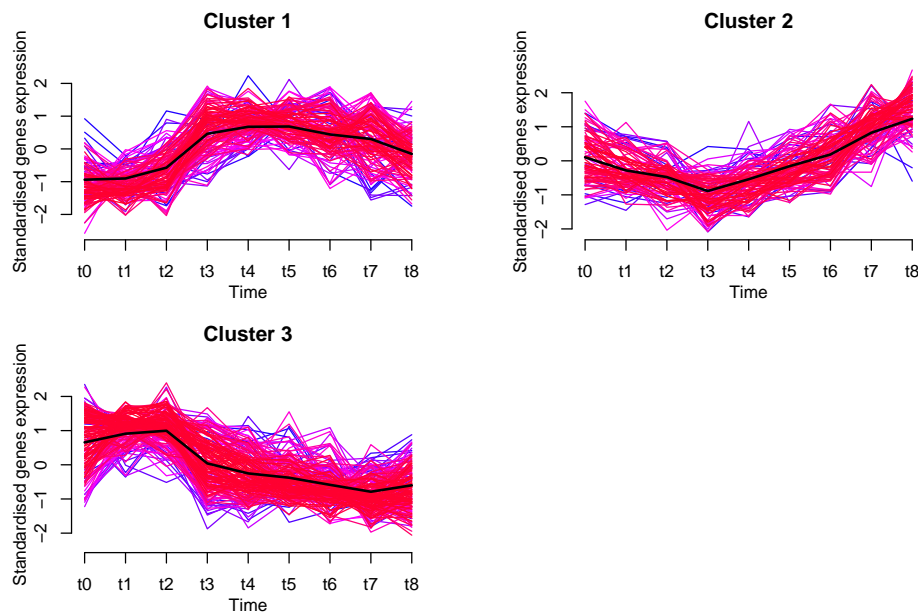 Cluster 1
Standardised genes expression
2
1
0
−1
−2
t0 t1 t2 t3 t4 t5 t6 t7 t8
Time
Cluster 2
Standardised genes expression
2
1
0
−1
−2
t0 t1 t2 t3 t4 t5 t6 t7 t8
Time
Cluster 3
Standardised genes expression
2
1
0
−1
−2
t0 t1 t2 t3 t4 t5 t6 t7 t8
Time